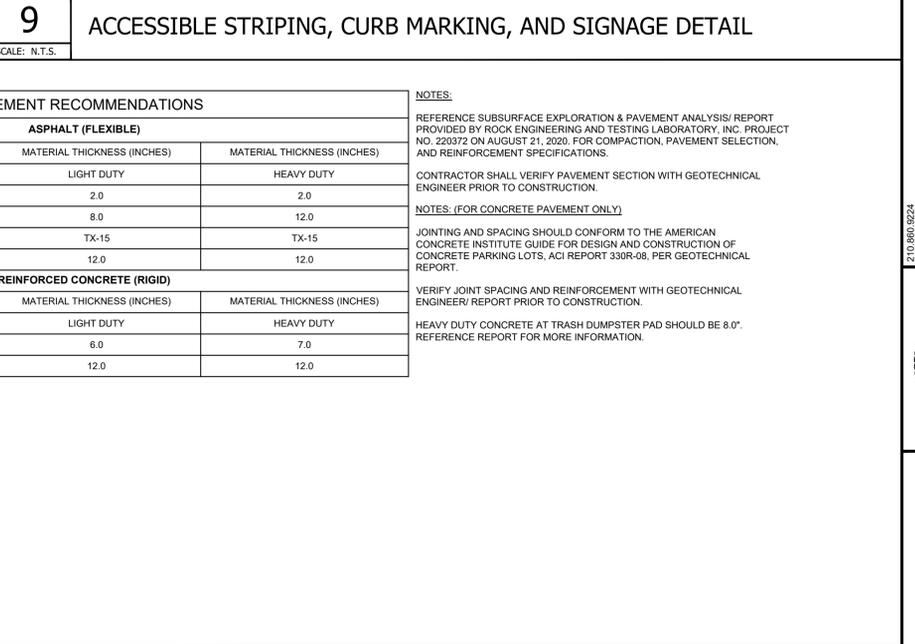 9
ACCESSIBLE STRIPING, CURB MARKING, AND SIGNAGE DETAIL
SCALE: N.T.S.
RECOMMENDATIONS
ASPHALT (FLEXIBLE)
MATERIAL THICKNESS (INCHES) MATERIAL THICKNESS (INCHES)
LIGHT DUTY HEAVY DUTY
2.0 2.0
8.0 12.0
TX-15 TX-15
12.0 12.0
REINFORCED CONCRETE (RIGID)
MATERIAL THICKNESS (INCHES) MATERIAL THICKNESS (INCHES)
LIGHT DUTY HEAVY DUTY
6.0 7.0
12.0 12.0
NOTES:
REFERENCE SUBSURFACE EXPLORATION & PAVEMENT ANALYSIS/ REPORT
PROVIDED BY ROCK ENGINEERING AND TESTING LABORATORY, INC. PROJECT
NO. 220372 ON AUGUST 21, 2020. FOR COMPACTION, PAVEMENT SELECTION,
AND REINFORCEMENT SPECIFICATIONS.
CONTRACTOR SHALL VERIFY PAVEMENT SECTION WITH GEOTECHNICAL
ENGINEER PRIOR TO CONSTRUCTION.
NOTES: (FOR CONCRETE PAVEMENT ONLY)
JOINTING AND SPACING SHOULD CONFORM TO THE AMERICAN
CONCRETE INSTITUTE GUIDE FOR DESIGN AND CONSTRUCTION OF
CONCRETE PARKING LOTS, ACI REPORT 330R-08, PER GEOTECHNICAL
REPORT.
VERIFY JOINT SPACING AND REINFORCEMENT WITH GEOTECHNICAL
ENGINEER/ REPORT PRIOR TO CONSTRUCTION.
HEAVY DUTY CONCRETE AT TRASH DUMPSTER PAD SHOULD BE 8.0".
REFERENCE REPORT FOR MORE INFORMATION.
210.860.9224